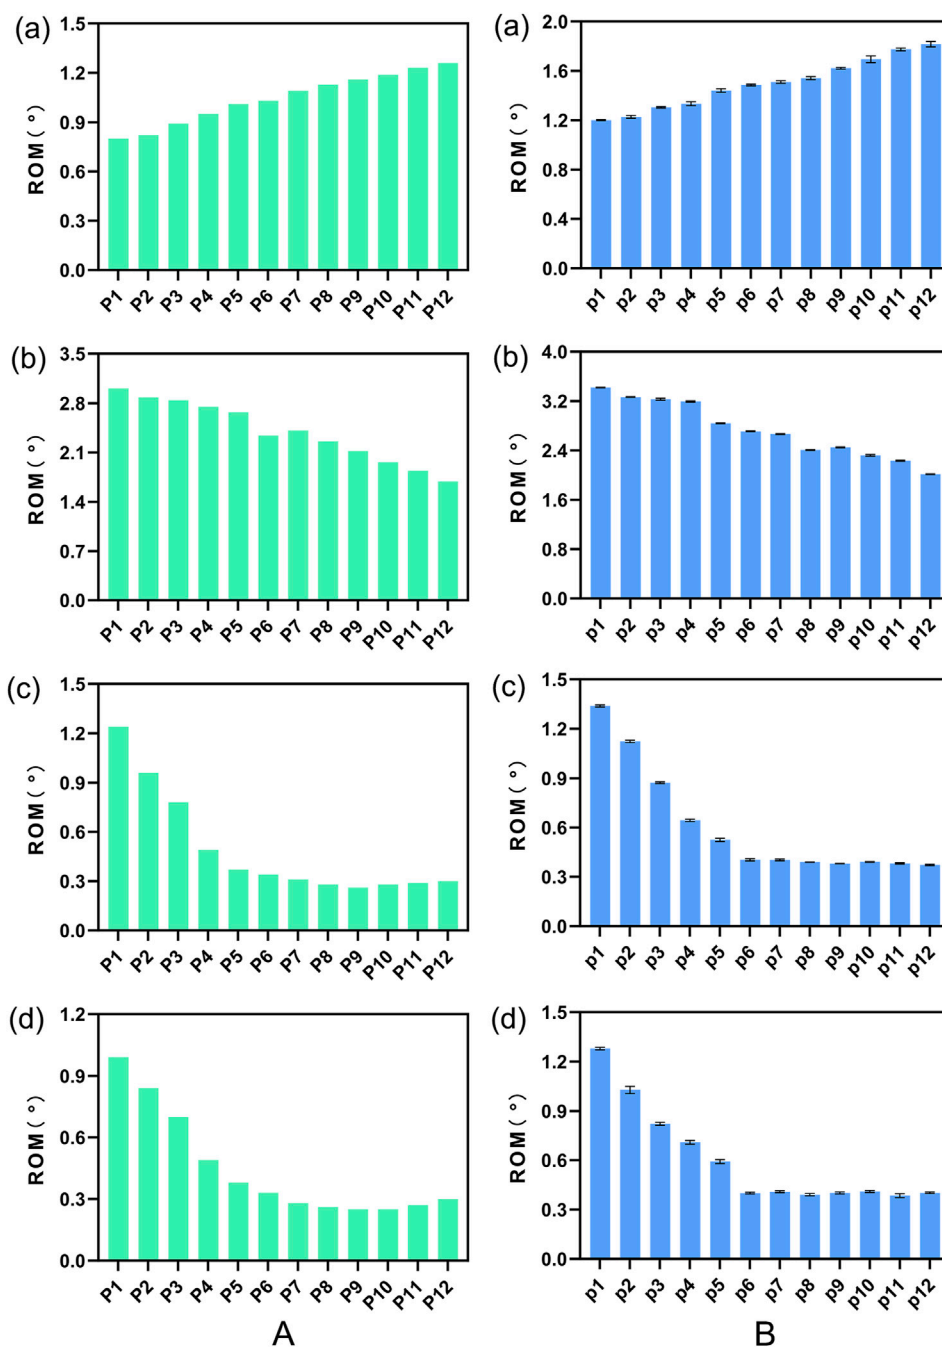 (a)
ROM(°)
1.5
1.2
0.9
0.6
0.3
0.0
P1 P2 P3 P4 P5 P6 P7 P8 P9 P10 P11 P12
(a)
ROM(°)
2.0
1.6
1.2
0.8
0.4
0.0
p1 p2 p3 p4 p5 p6 p7 p8 p9 p10 p11 p12
(b)
ROM(°)
3.5
2.8
2.1
1.4
0.7
0.0
P1 P2 P3 P4 P5 P6 P7 P8 P9 P10 P11 P12
(b)
ROM(°)
4.0
3.2
2.4
1.6
0.8
0.0
p1 p2 p3 p4 p5 p6 p7 p8 p9 p10 p11 p12
(c)
ROM(°)
1.5
1.2
0.9
0.6
0.3
0.0
P1 P2 P3 P4 P5 P6 P7 P8 P9 P10 P11 P12
(c)
ROM(°)
1.5
1.2
0.9
0.6
0.3
0.0
p1 p2 p3 p4 p5 p6 p7 p8 p9 p10 p11 p12
(d)
ROM(°)
1.2
0.9
0.6
0.3
0.0
P1 P2 P3 P4 P5 P6 P7 P8 P9 P10 P11 P12
(d)
ROM(°)
1.5
1.2
0.9
0.6
0.3
0.0
p1 p2 p3 p4 p5 p6 p7 p8 p9 p10 p11 p12
A
B